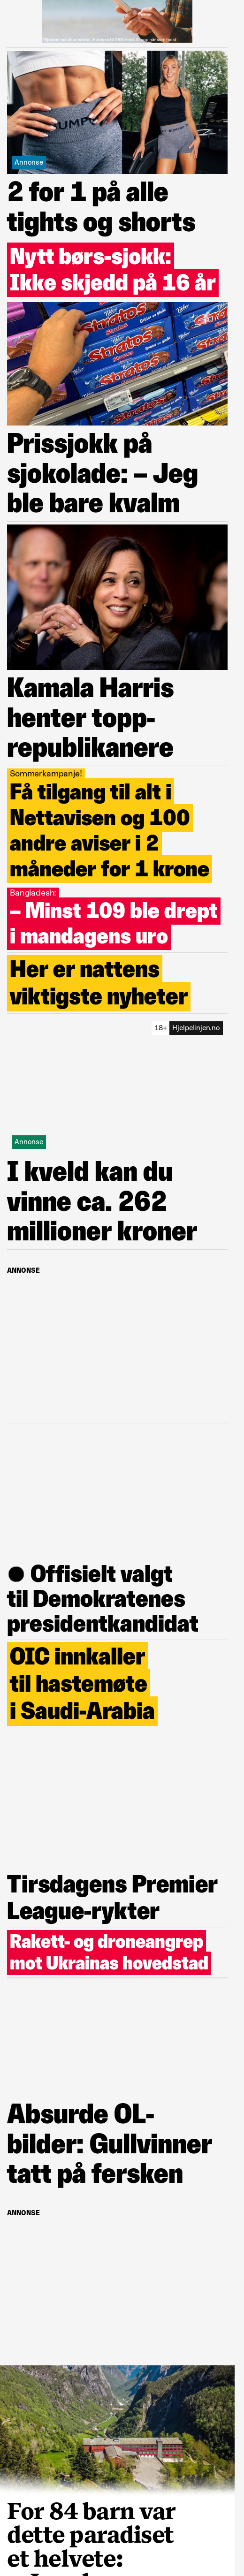 Annonse
2 for 1 på alle
tights og shorts
Nytt børs-sjokk:
Ikke skjedd på 16 år
Stratos
Stratos
Stratos
Prissjokk på
sjokolade: – Jeg
ble bare kvalm
Kamala Harris
henter topp-
republikanere
Sommerkampanje!
Få tilgang til alt i
Nettavisen og 100
andre aviser i 2
måneder for 1 krone
Bangladesh:
– Minst 109 ble drept
i mandagens uro
Her er nattens
viktigste nyheter
18+ Hjelpelinjen.no
Annonse
I kveld kan du
vinne ca. 262
millioner kroner
ANNONSE
● Offisielt valgt
til Demokratenes
presidentkandidat
OIC innkaller
til hastemøte
i Saudi-Arabia
Tirsdagens Premier
League-rykter
Rakett- og droneangrep
mot Ukrainas hovedstad
Absurde OL-
bilder: Gullvinner
tatt på fersken
ANNONSE
For 84 barn var
dette paradiset
et helvete: